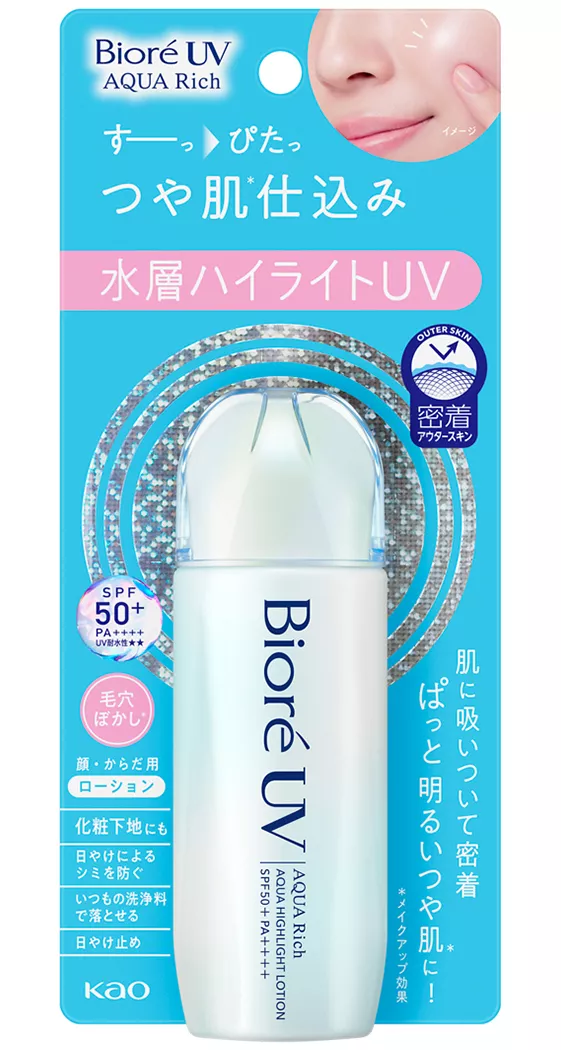 Bioré UV
AQUA Rich
イメージ
すーっ▶ぴたっ
つや肌*仕込み
水層ハイライトUV
OUTER SKIN
密着
アウタースキン
SPF
50+
PA++++
UV耐水性★★
毛穴
ぼかし*
顔・からだ用
ローション
化粧下地にも
日やけによる
シミを防ぐ
いつもの洗浄料
で落とせる
日やけ止め
Kao
Bioré UV
AQUA Rich
AQUA HIGHLIGHT LOTION
SPF50+ PA++++
肌に吸いついて密着
ぱっと明るいつや肌*に!
*メイクアップ効果